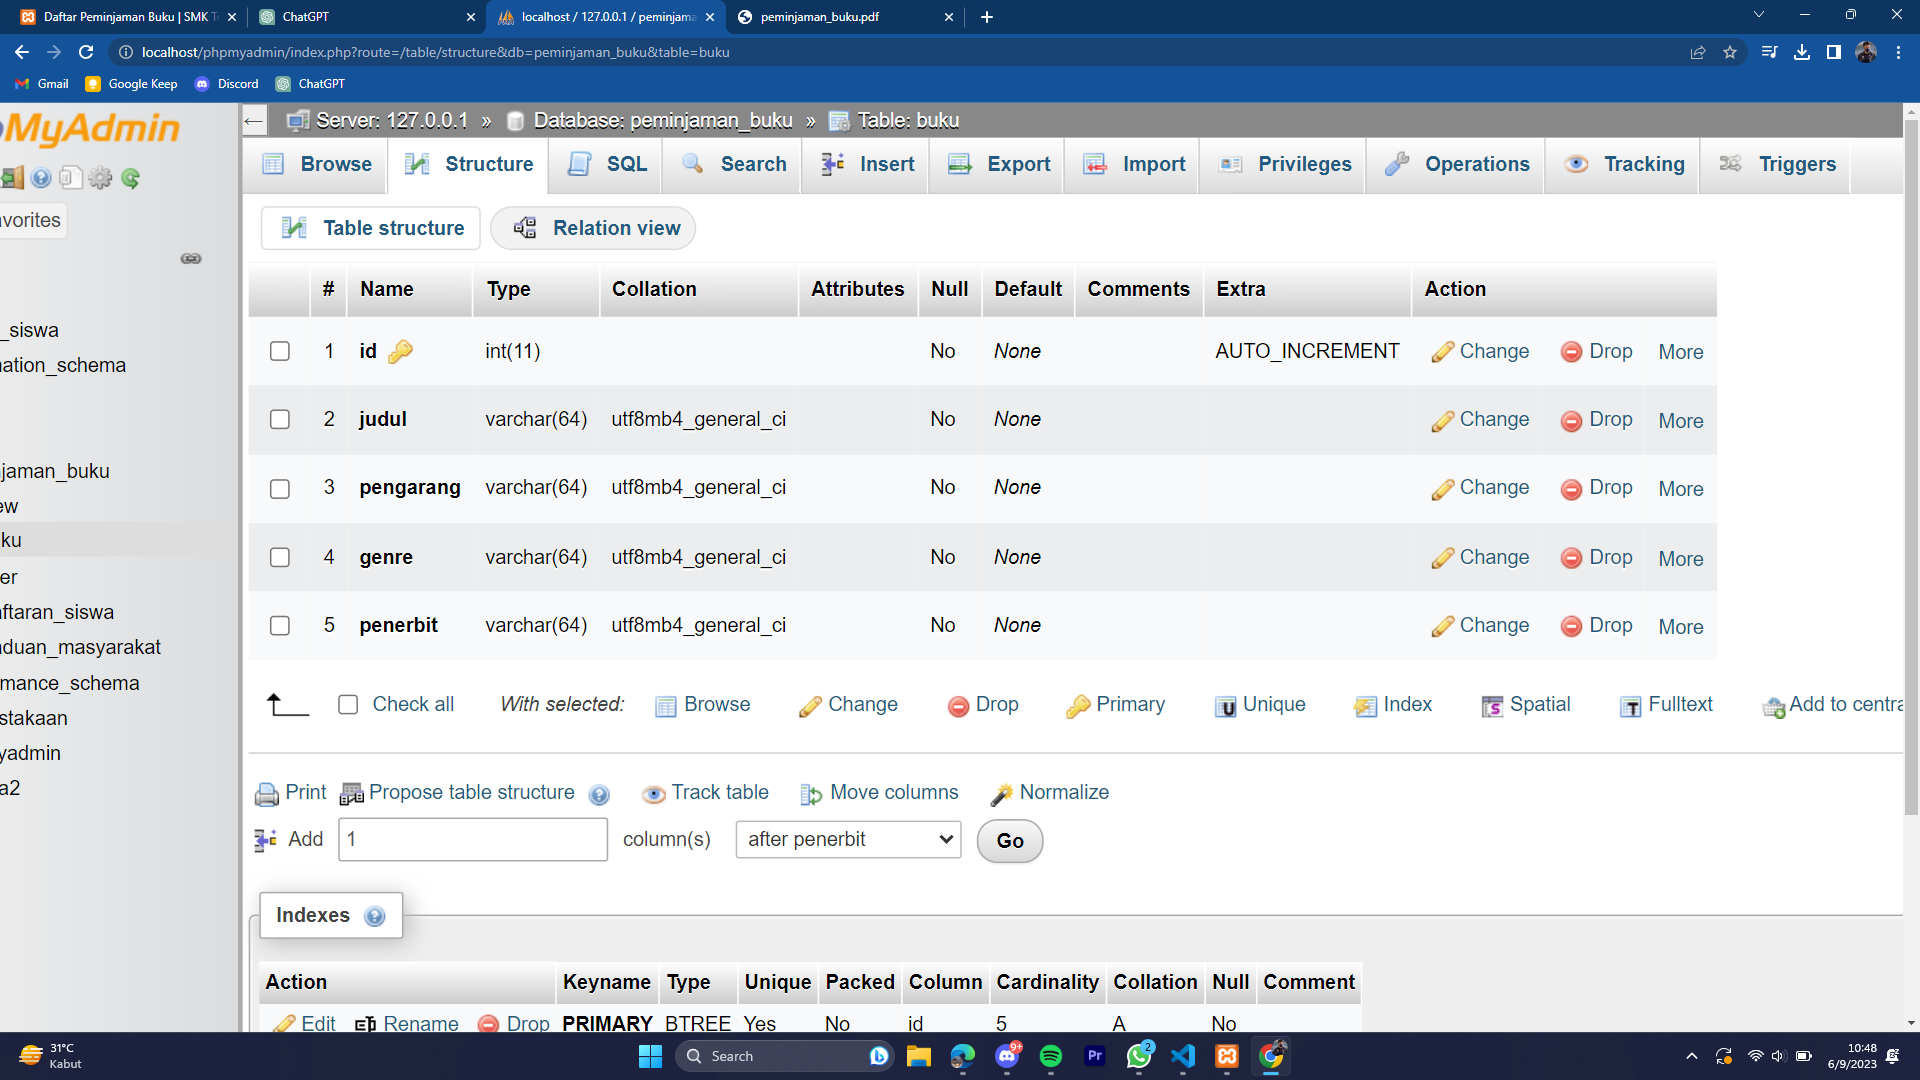 Daftar Peminjaman Buku | SMK T
ChatGPT
localhost / 127.0.0.1 / peminjama
peminjaman_buku.pdf
localhost/phpmyadmin/index.php?route=/table/structure&db=peminjaman_buku&table=buku
Gmail
Google Keep
Discord
ChatGPT
MyAdmin
avorites
_siswa
nation_schema
jaman_buku
ew
ku
er
aftaran_siswa
aduan_masyarakat
mance_schema
stakaan
yadmin
a2
Server: 127.0.0.1 » Database: peminjaman_buku » Table: buku
Browse Structure SQL Search Insert Export Import Privileges Operations Tracking Triggers
Table structure Relation view
# Name Type Collation Attributes Null Default Comments Extra Action
1 id int(11) No None AUTO_INCREMENT Change Drop More
2 judul varchar(64) utf8mb4_general_ci No None Change Drop More
3 pengarang varchar(64) utf8mb4_general_ci No None Change Drop More
4 genre varchar(64) utf8mb4_general_ci No None Change Drop More
5 penerbit varchar(64) utf8mb4_general_ci No None Change Drop More
Check all With selected: Browse Change Drop Primary Unique Index Spatial Fulltext Add to centra
Print Propose table structure Track table Move columns Normalize
Add 1 column(s) after penerbit Go
Indexes
Action Keyname Type Unique Packed Column Cardinality Collation Null Comment
Edit Rename Drop PRIMARY BTREE Yes No id 5 A No
31°C
Kabut
Search
9+
Pr
2
10:48
6/9/2023